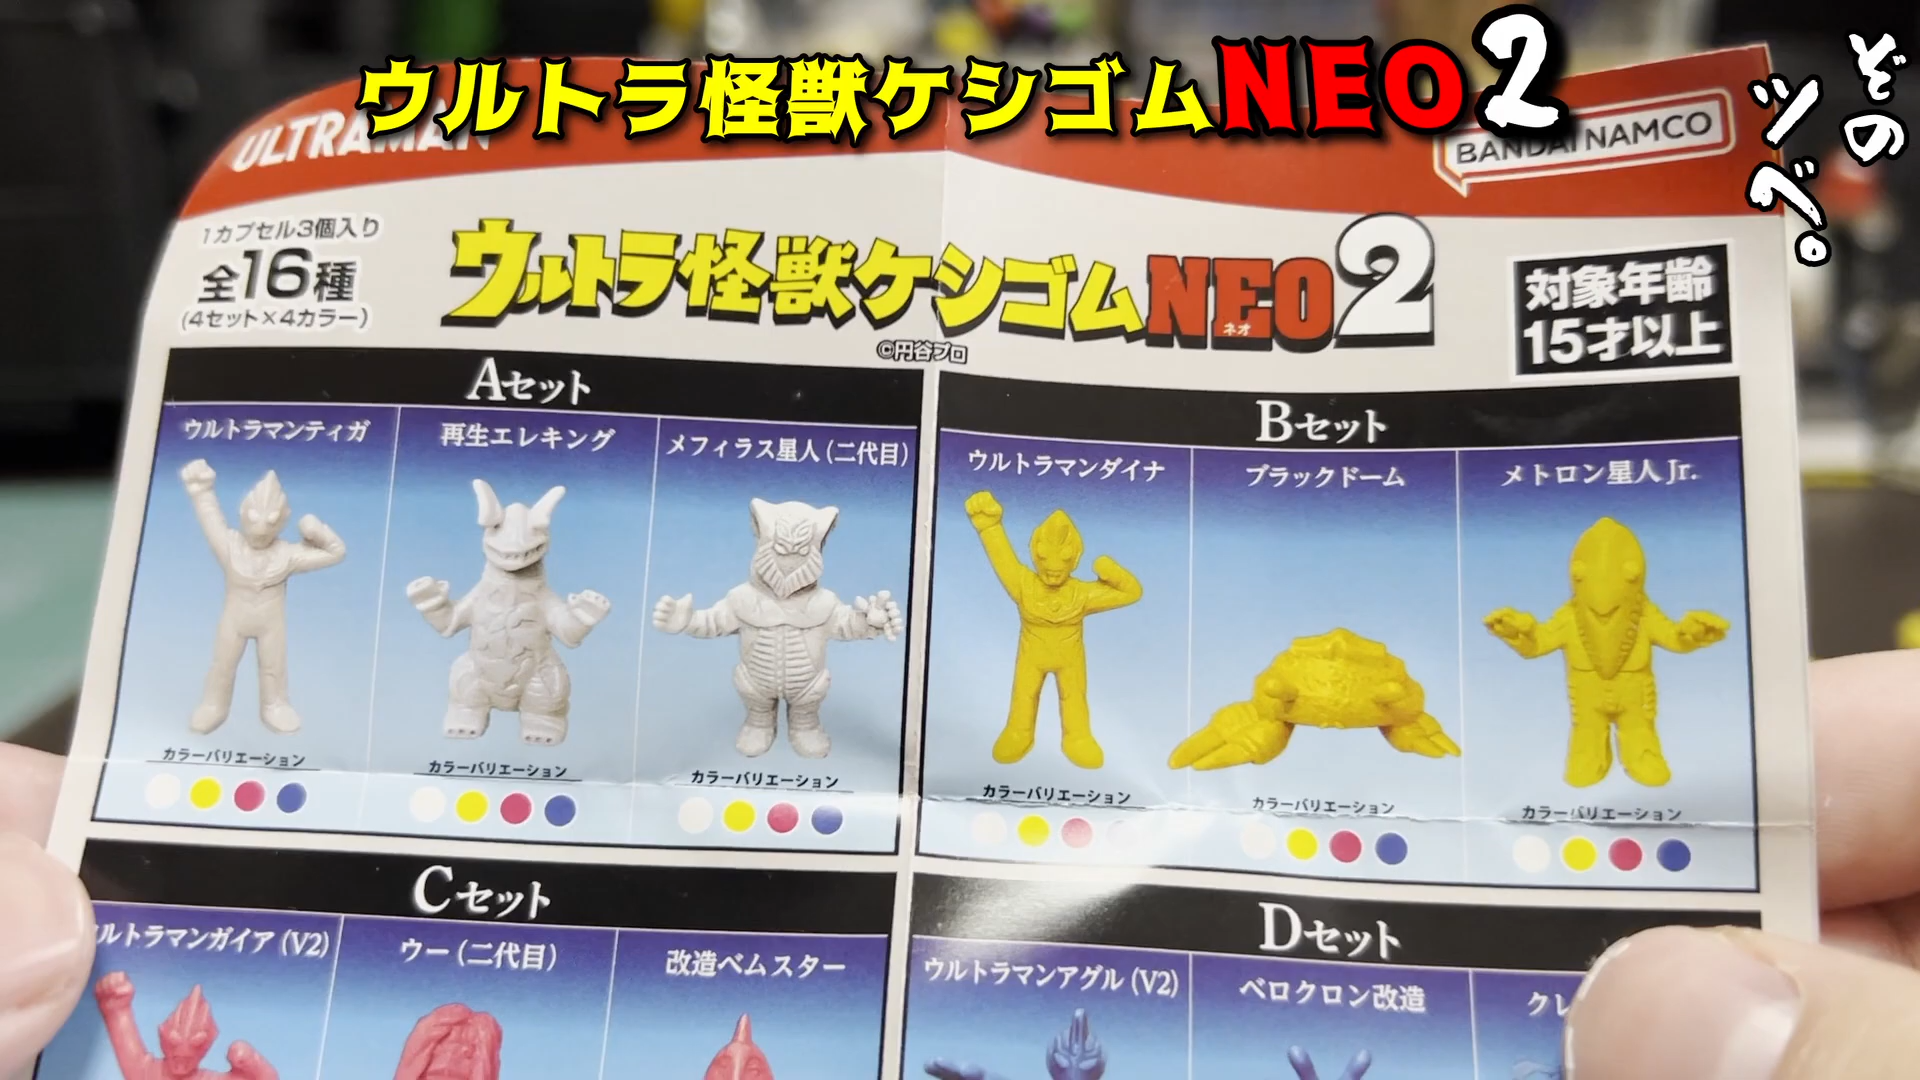 ウルトラ怪獣ケシゴムNEO2
ぞの
ツベ。
ULTRAMAN
BANDAI NAMCO
1カプセル3個入り
全16種
(4セット×4カラー)
ウルトラ怪獣ケシゴムNEO2
ネオ
©円谷プロ
対象年齢
15才以上
Aセット
ウルトラマンティガ
再生エレキング
メフィラス星人(二代目)
カラーバリエーション
カラーバリエーション
カラーバリエーション
Bセット
ウルトラマンダイナ
ブラックドーム
メトロン星人Jr.
カラーバリエーション
カラーバリエーション
カラーバリエーション
Cセット
ルトラマンガイア(V2)
ウー(二代目)
改造ベムスター
Dセット
ウルトラマンアグル(V2)
ベロクロン改造
クレ